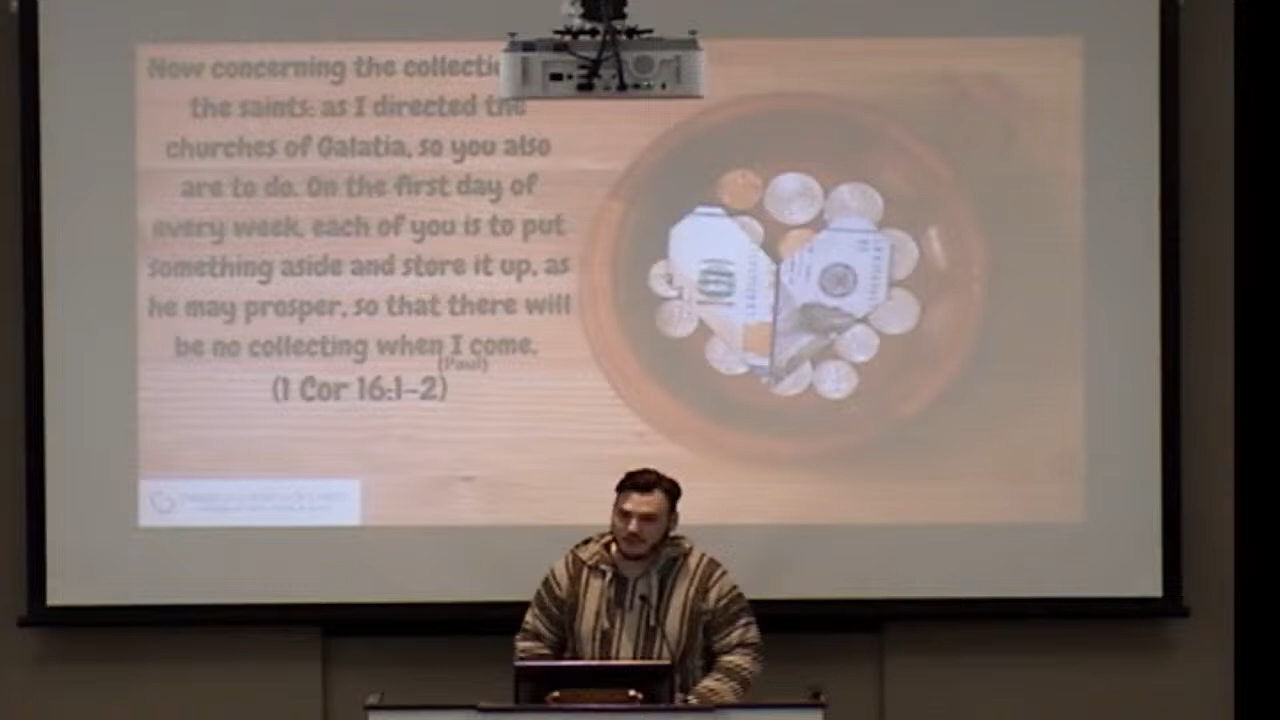 Now concerning the
the saints: as I directed the
churches of Galatia, so you also
are to do. On the first day of
every week, each of you is to put
something aside and store it up, as
he may prosper, so that there will
be no collecting when I come.
(Paul)
(1 Cor 16:1-2)